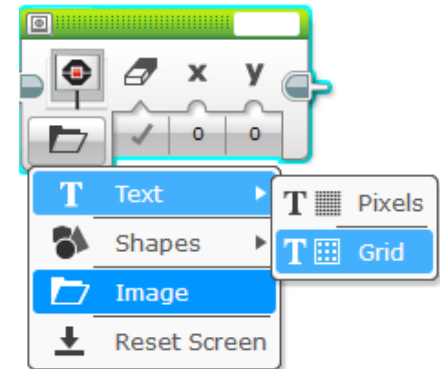 x y
0 0
T Text
T Pixels
Shapes
T Grid
Image
Reset Screen